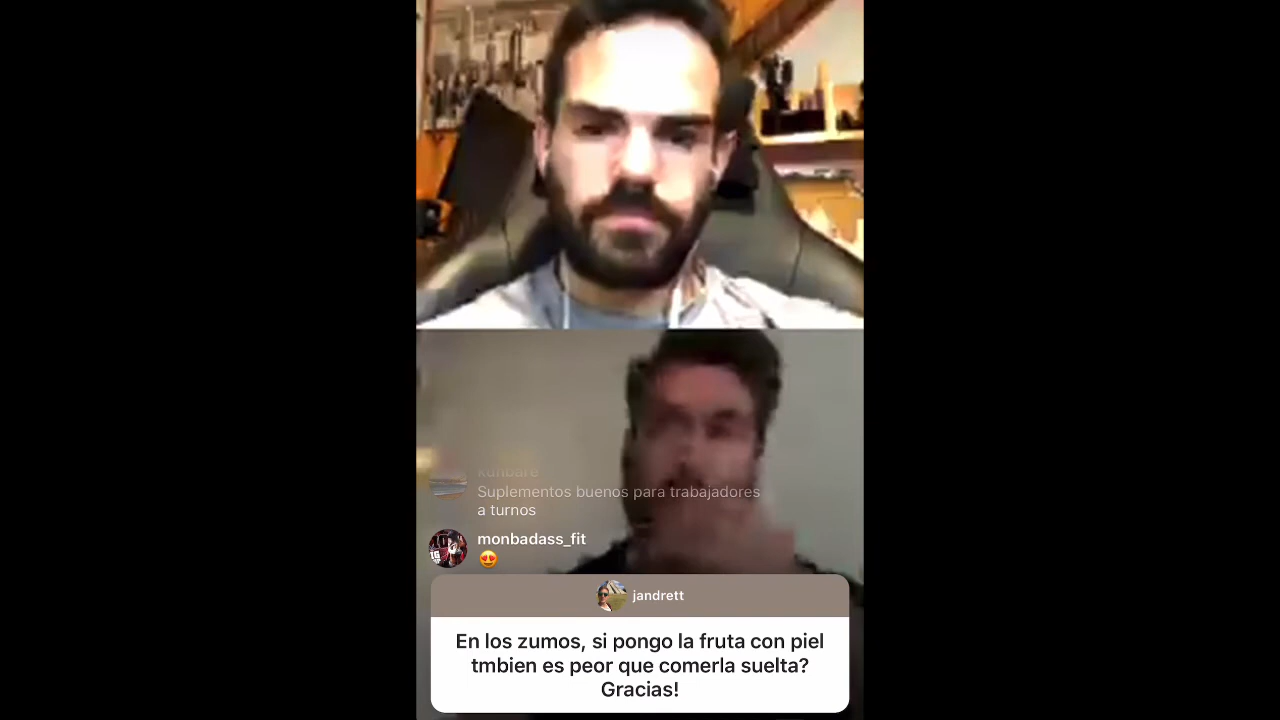 kunbare
Suplementos buenos para trabajadores
a turnos
monbadass_fit
😍
jandrett
En los zumos, si pongo la fruta con piel
tmbien es peor que comerla suelta?
Gracias!